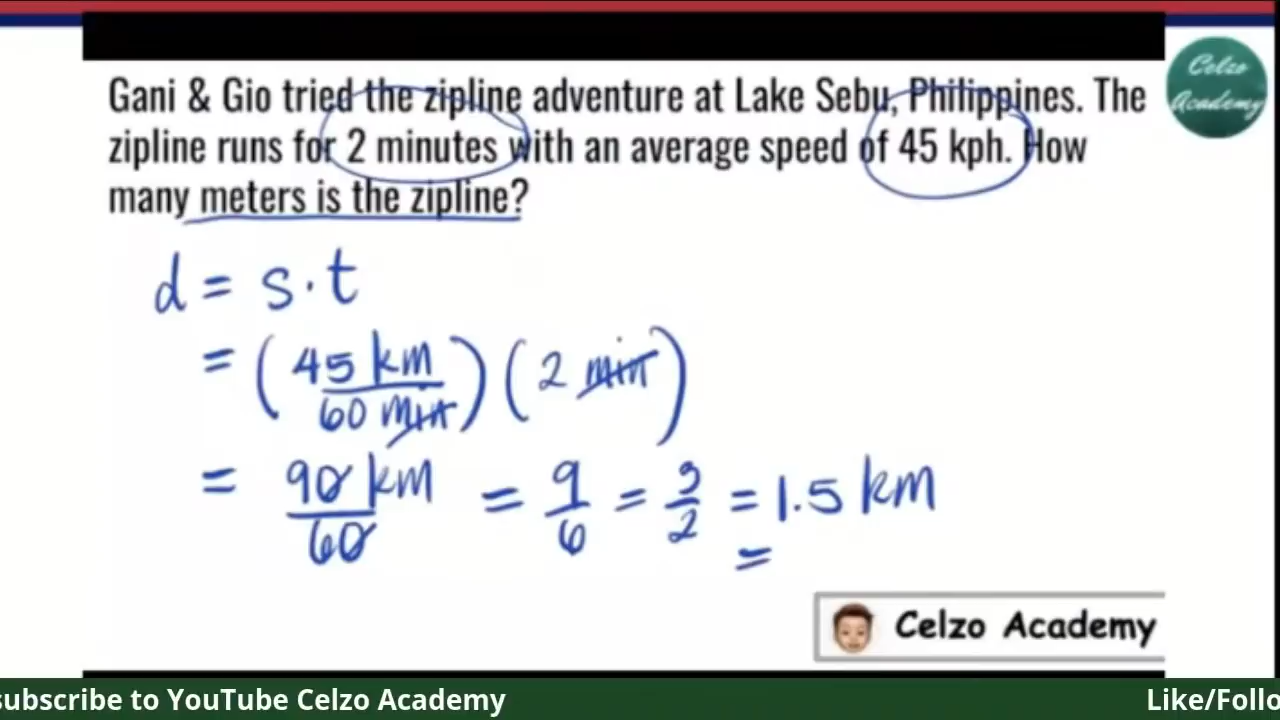 Gani & Gio tried the zipline adventure at Lake Sebu, Philippines. The
zipline runs for 2 minutes with an average speed of 45 kph. How
many meters is the zipline?
Celzo
Academy
d = s · t
= (45 km / 60 min) (2 min)
= 90 km / 60 = 9/6 = 3/2 = 1.5 km
=
Celzo Academy
subscribe to YouTube Celzo Academy
Like/Follo